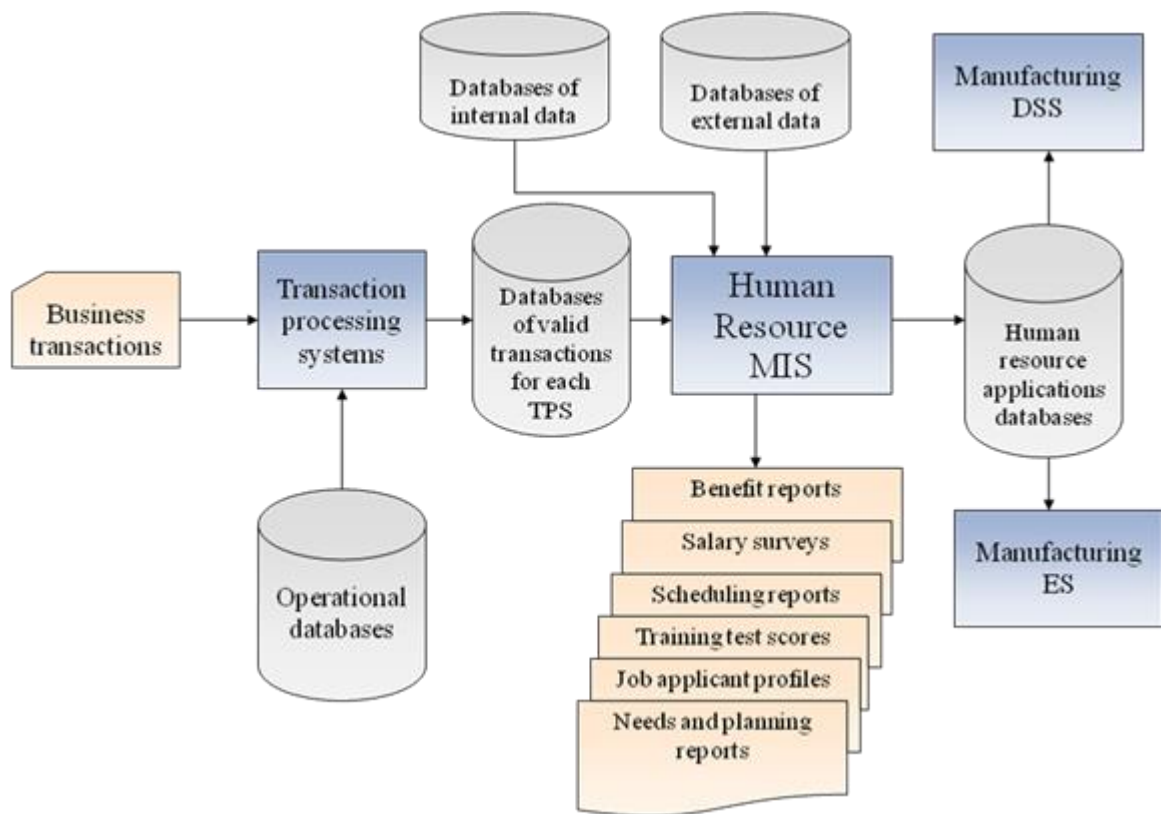 Databases of
internal data
Databases of
external data
Manufacturing
DSS
Business
transactions
Transaction
processing
systems
Databases
of valid
transactions
for each
TPS
Human
Resource
MIS
Human
resource
applications
databases
Operational
databases
Benefit reports
Salary surveys
Scheduling reports
Training test scores
Job applicant profiles
Needs and planning
reports
Manufacturing
ES